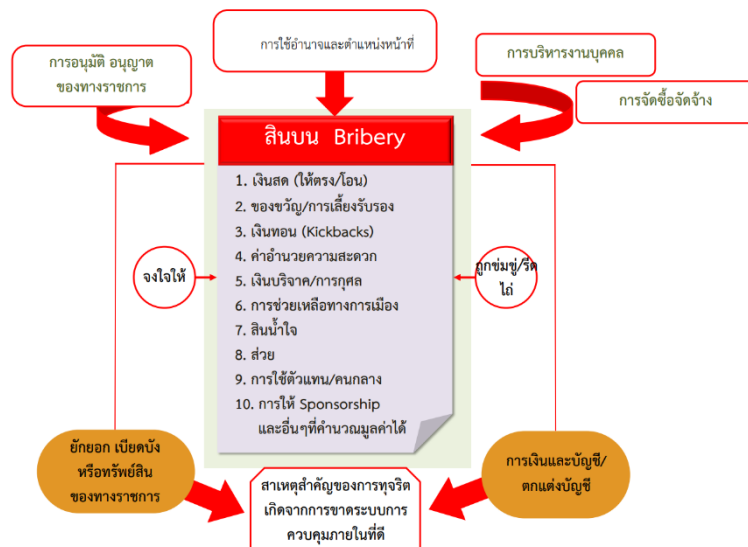 การใช้อำนาจและตำแหน่งหน้าที่
การอนุมัติ อนุญาต
ของทางราชการ
การบริหารงานบุคคล
การจัดซื้อจัดจ้าง
สินบน Bribery
1. เงินสด (ให้ตรง/โอน)
2. ของขวัญ/การเลี้ยงรับรอง
3. เงินทอน (Kickbacks)
4. ค่าอำนวยความสะดวก
5. เงินบริจาค/การกุศล
6. การช่วยเหลือทางการเมือง
7. สินน้ำใจ
8. ส่วย
9. การใช้ตัวแทน/คนกลาง
10. การให้ Sponsorship
และอื่นๆที่คำนวณมูลค่าได้
จงใจให้
ถูกข่มขู่/รีด
ไถ่
ยักยอก เบียดบัง
หรือทรัพย์สิน
ของทางราชการ
การเงินและบัญชี/
ตกแต่งบัญชี
สาเหตุสำคัญของการทุจริต
เกิดจากการขาดระบบการ
ควบคุมภายในที่ดี